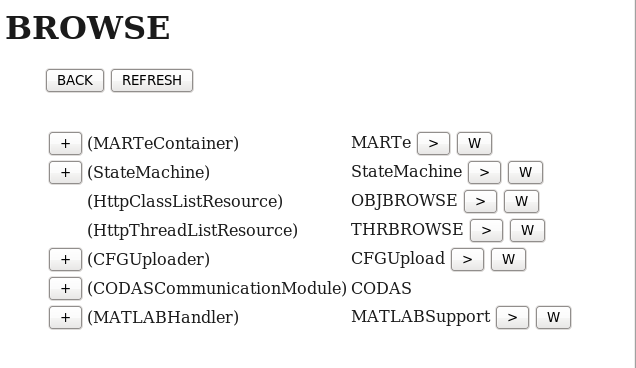 BROWSE
BACK REFRESH
+ (MARTeContainer) MARTe > W
+ (StateMachine) StateMachine > W
(HttpClassListResource) OBJBROWSE > W
(HttpThreadListResource) THRBROWSE > W
+ (CFGUploader) CFGUpload > W
+ (CODASCommunicationModule) CODAS
+ (MATLABHandler) MATLABSupport > W